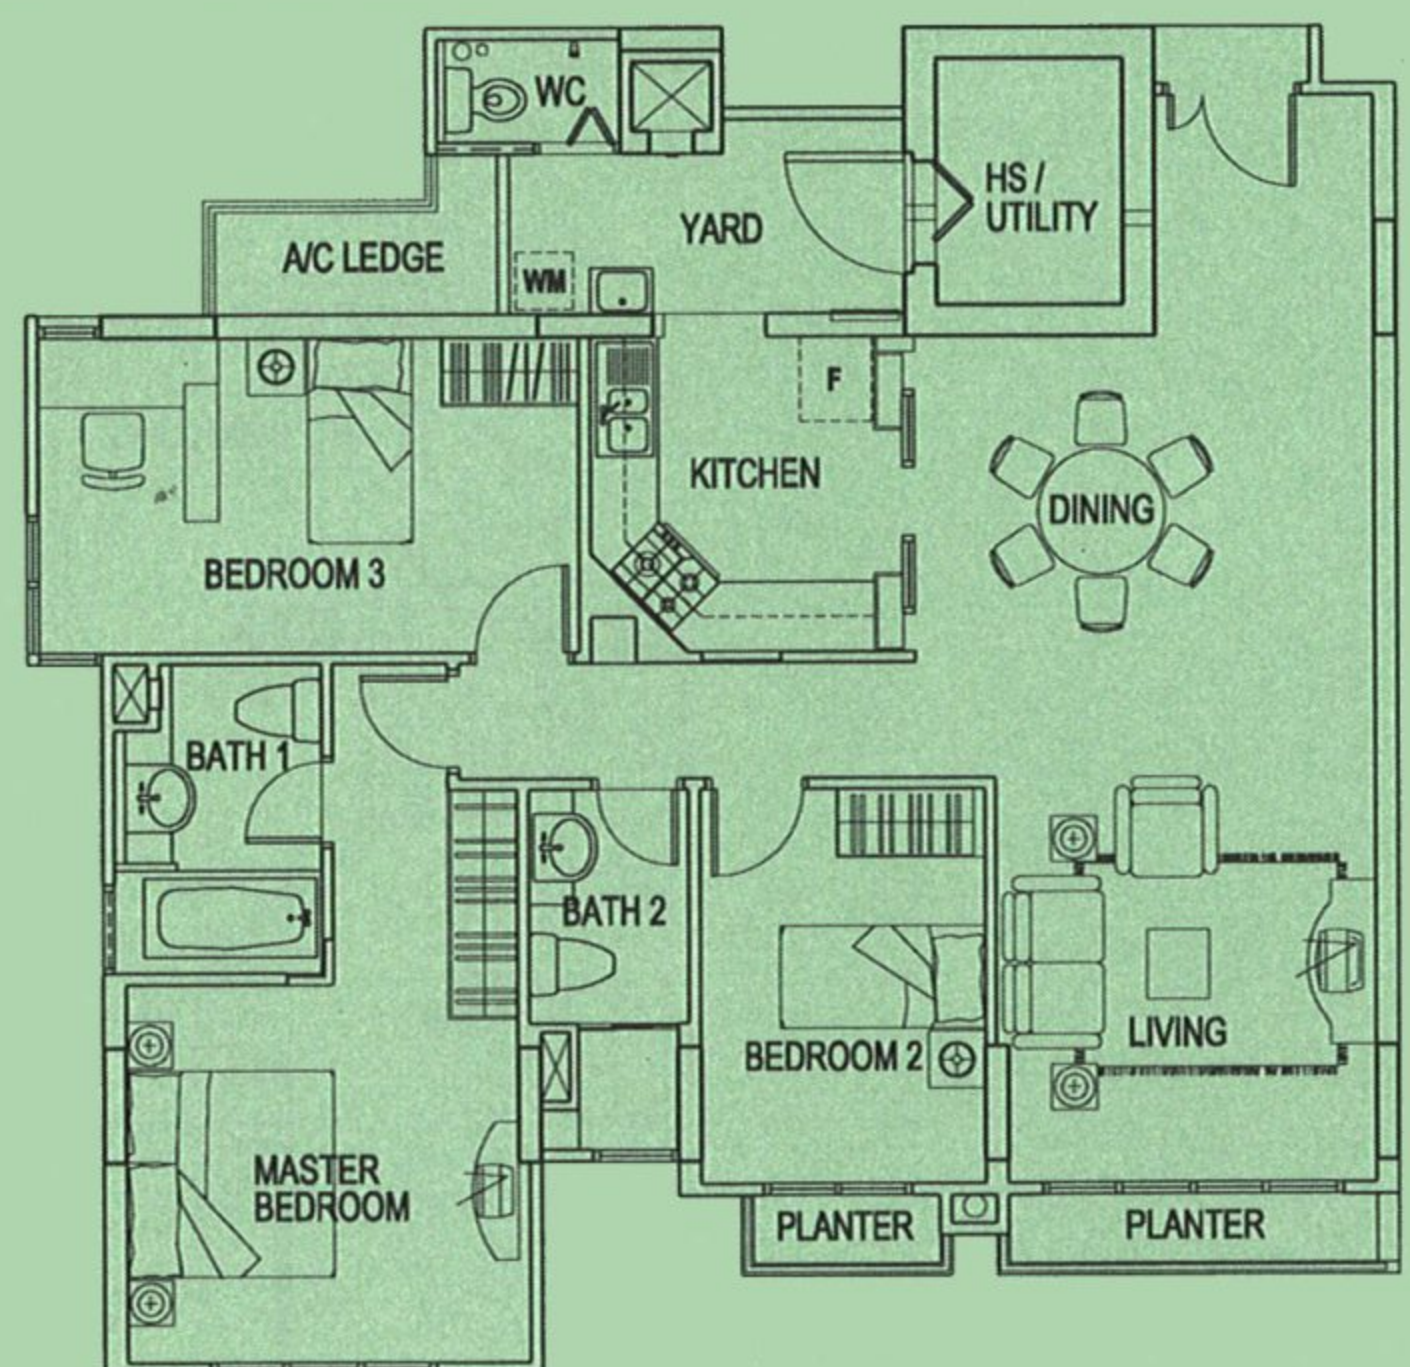 WC
HS /
UTILITY
YARD
A/C LEDGE
WM
F
KITCHEN
DINING
BEDROOM 3
BATH 1
BATH 2
BEDROOM 2
LIVING
MASTER
BEDROOM
PLANTER
PLANTER